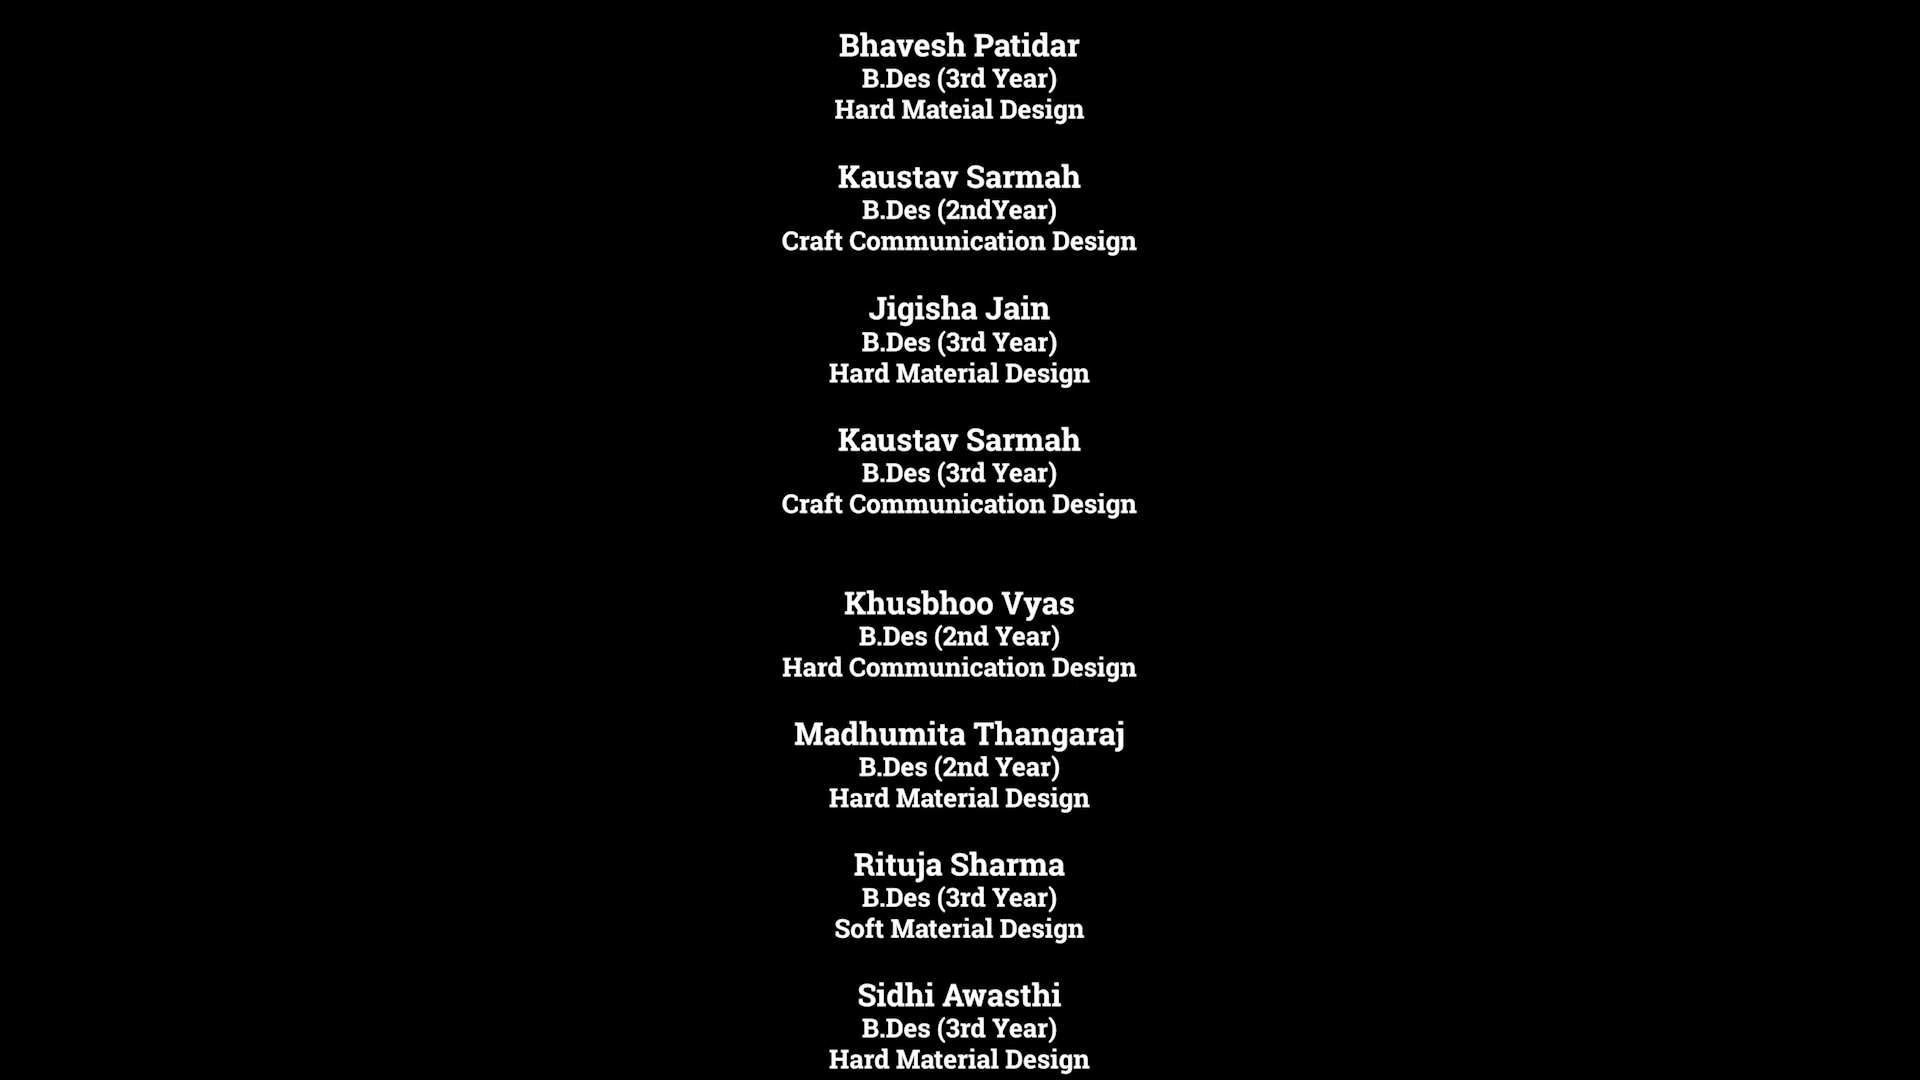 Bhavesh Patidar
B.Des (3rd Year)
Hard Mateial Design
Kaustav Sarmah
B.Des (2ndYear)
Craft Communication Design
Jigisha Jain
B.Des (3rd Year)
Hard Material Design
Kaustav Sarmah
B.Des (3rd Year)
Craft Communication Design
Khusbhoo Vyas
B.Des (2nd Year)
Hard Communication Design
Madhumita Thangaraj
B.Des (2nd Year)
Hard Material Design
Rituja Sharma
B.Des (3rd Year)
Soft Material Design
Sidhi Awasthi
B.Des (3rd Year)
Hard Material Design